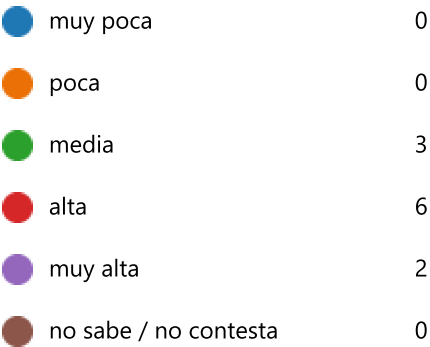 muy poca 0
poca 0
media 3
alta 6
muy alta 2
no sabe / no contesta 0